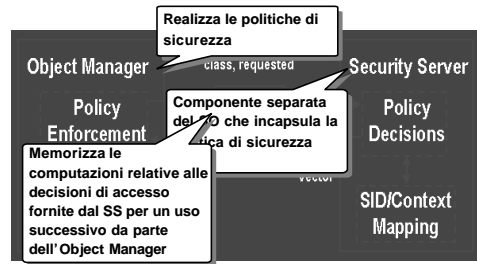 Realizza le politiche di
sicurezza
Object Manager
class, requested
Security Server
Policy
Enforcement
Componente separata
del SO che incapsula la
tica di sicurezza
Policy
Decisions
Memorizza le
computazioni relative alle
decisioni di accesso
fornite dal SS per un uso
successivo da parte
dell'Object Manager
vector
SID/Context
Mapping